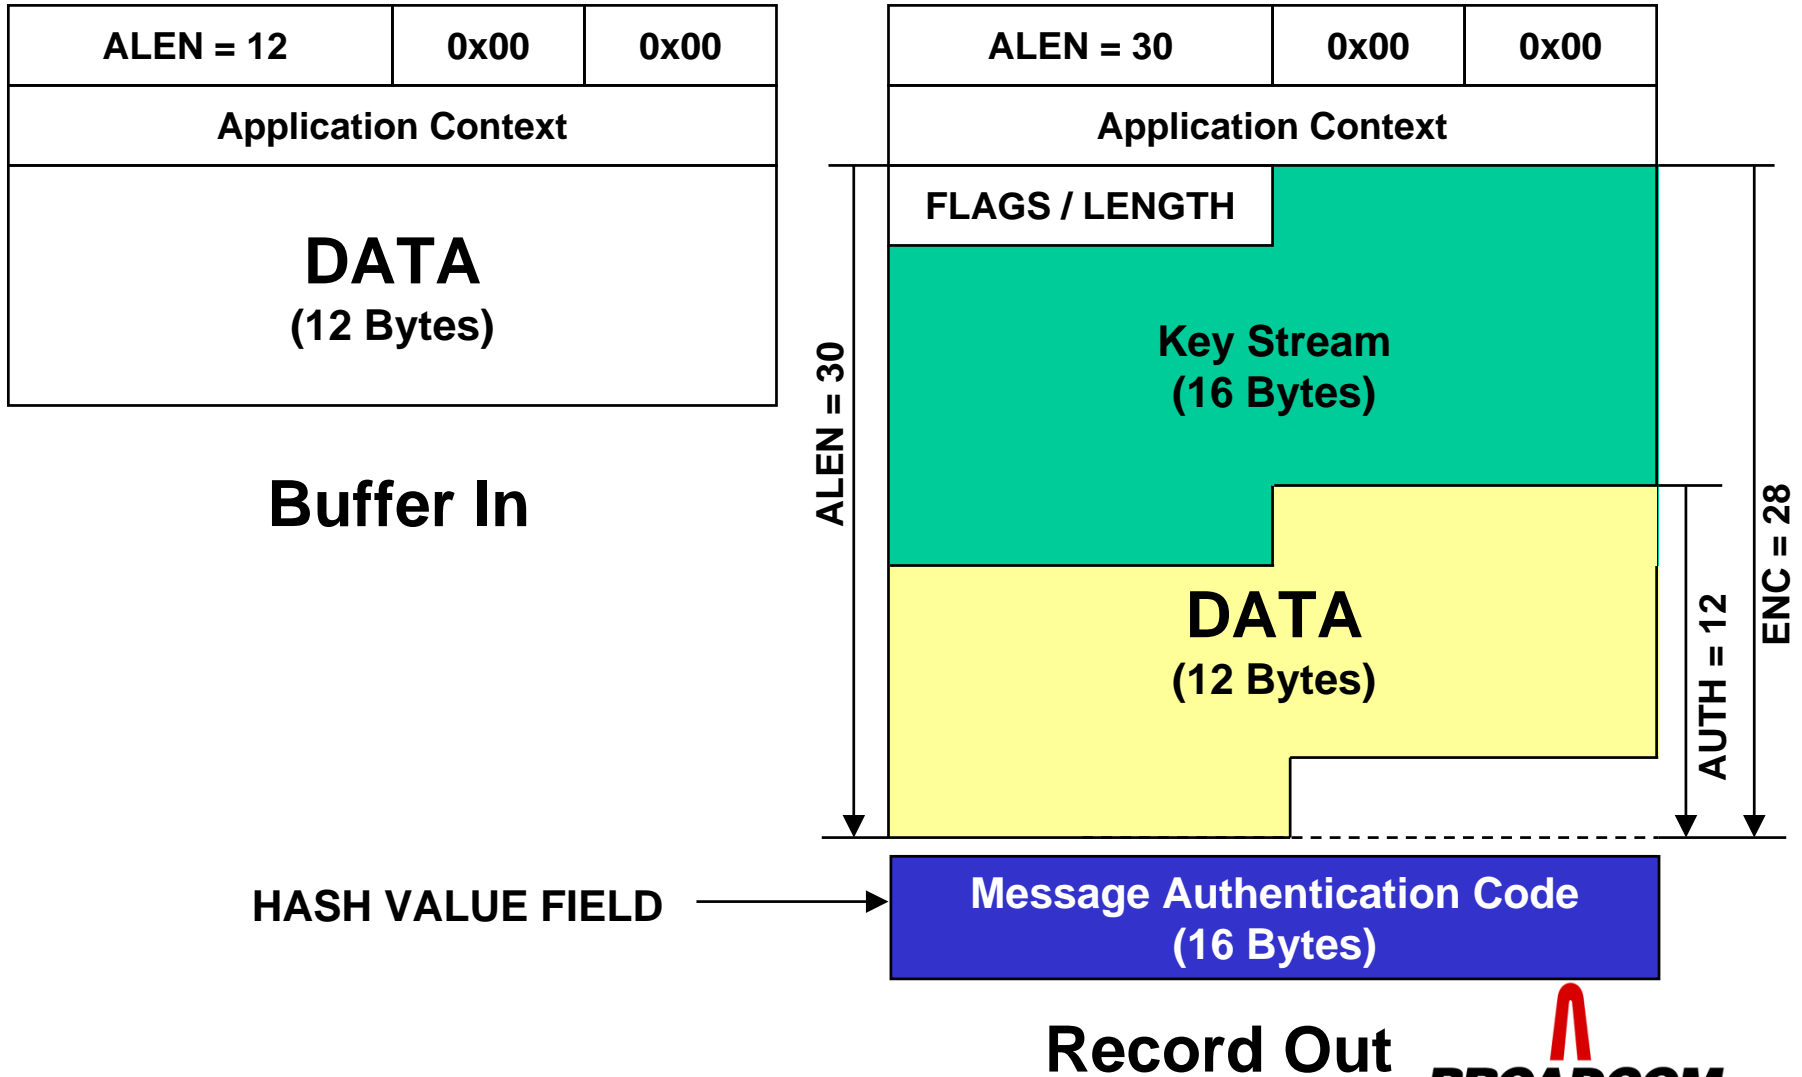 ALEN = 12 0x00 0x00
Application Context
DATA
(12 Bytes)
Buffer In
ALEN = 30 0x00 0x00
Application Context
FLAGS / LENGTH
Key Stream
(16 Bytes)
DATA
(12 Bytes)
ALEN = 30
AUTH = 12
ENC = 28
HASH VALUE FIELD
Message Authentication Code
(16 Bytes)
Record Out
BROADCOM